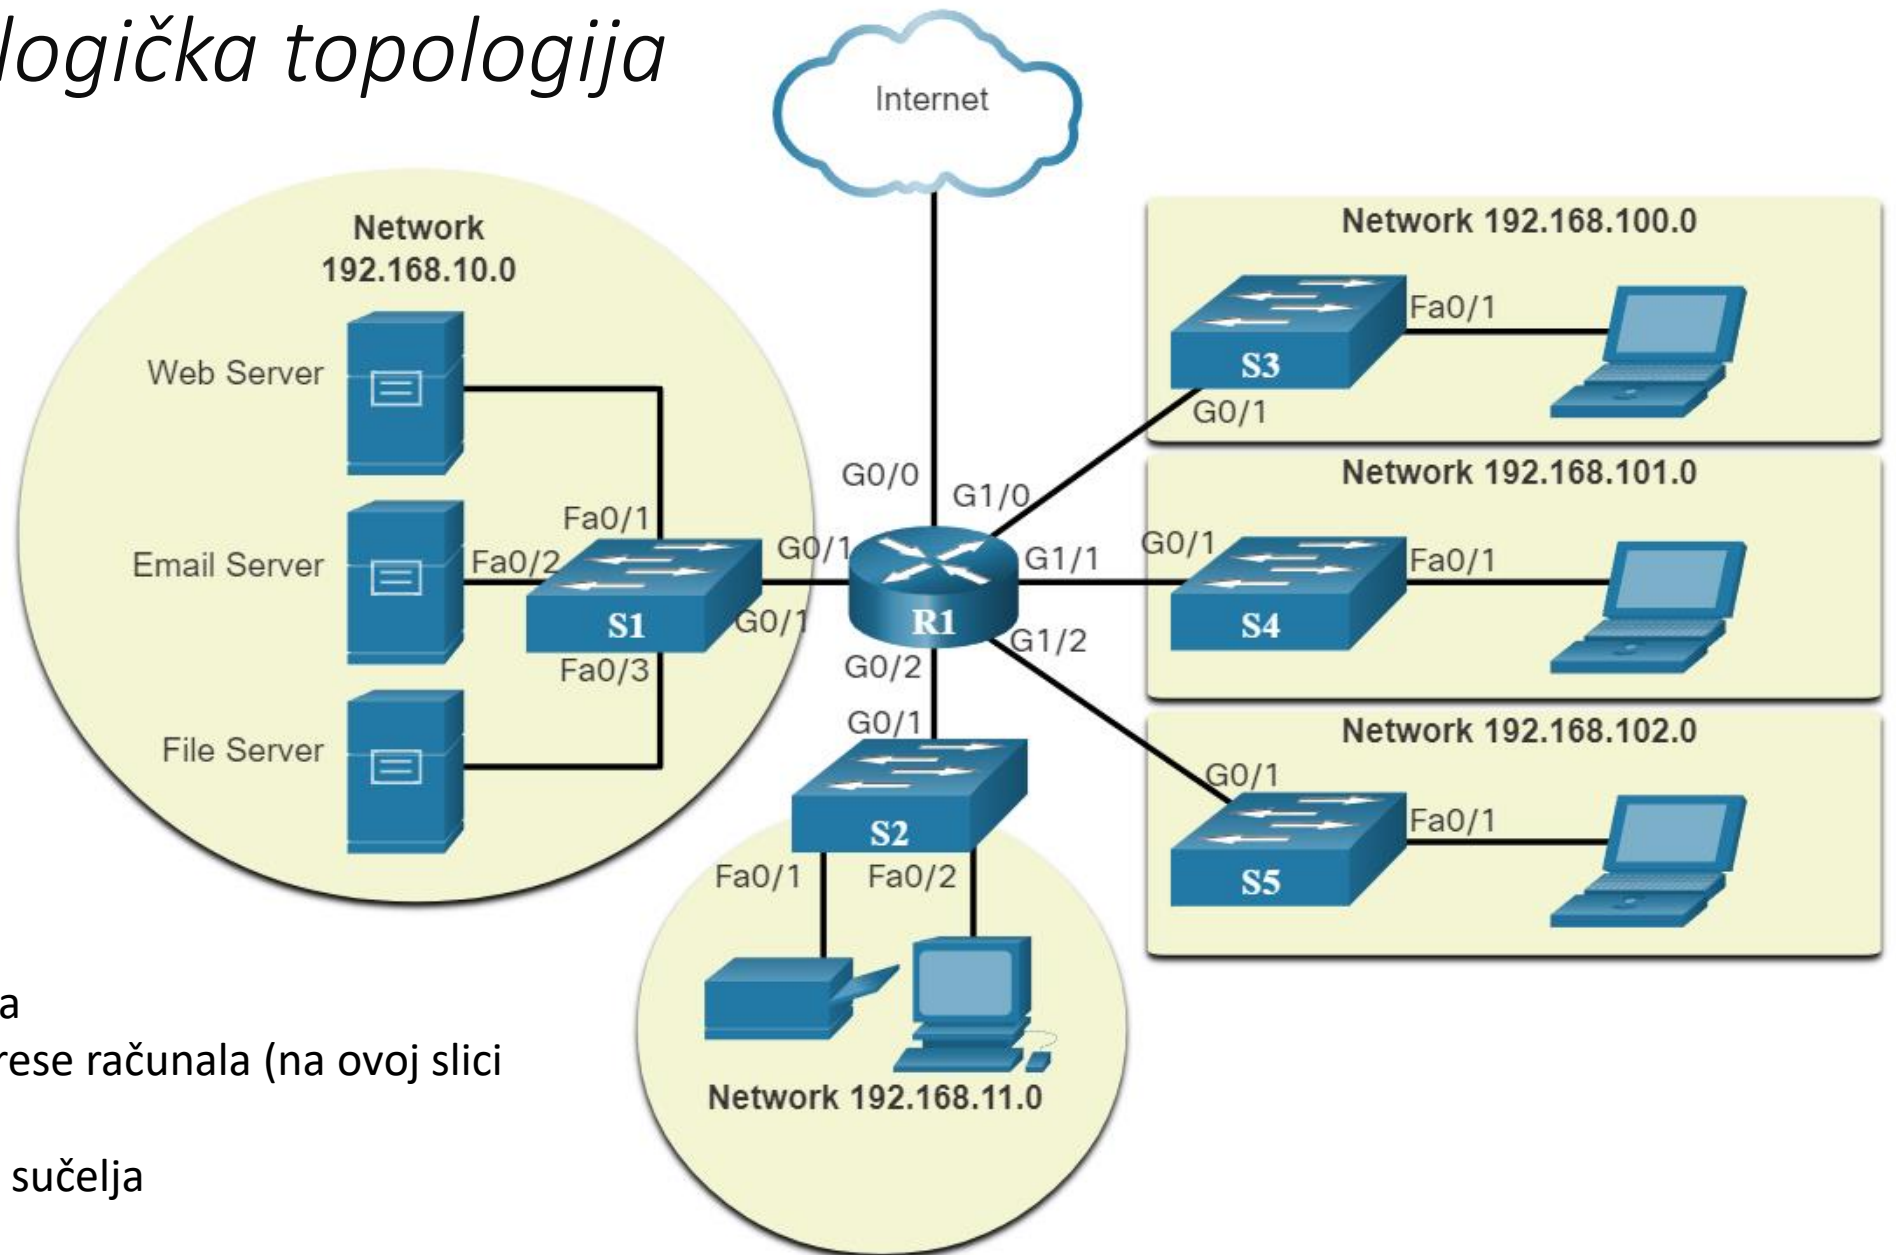 logička topologija
Internet
Network
192.168.10.0
Web Server
Email Server
File Server
Fa0/1
Fa0/2
Fa0/3
S1
G0/1
G0/1
G0/0
G1/0
G1/1
G1/2
G0/2
R1
G0/1
S2
Fa0/1
Fa0/2
Network 192.168.11.0
Network 192.168.100.0
S3
Fa0/1
G0/1
Network 192.168.101.0
G0/1
S4
Fa0/1
Network 192.168.102.0
G0/1
S5
Fa0/1
a
rese računala (na ovoj slici
sučelja